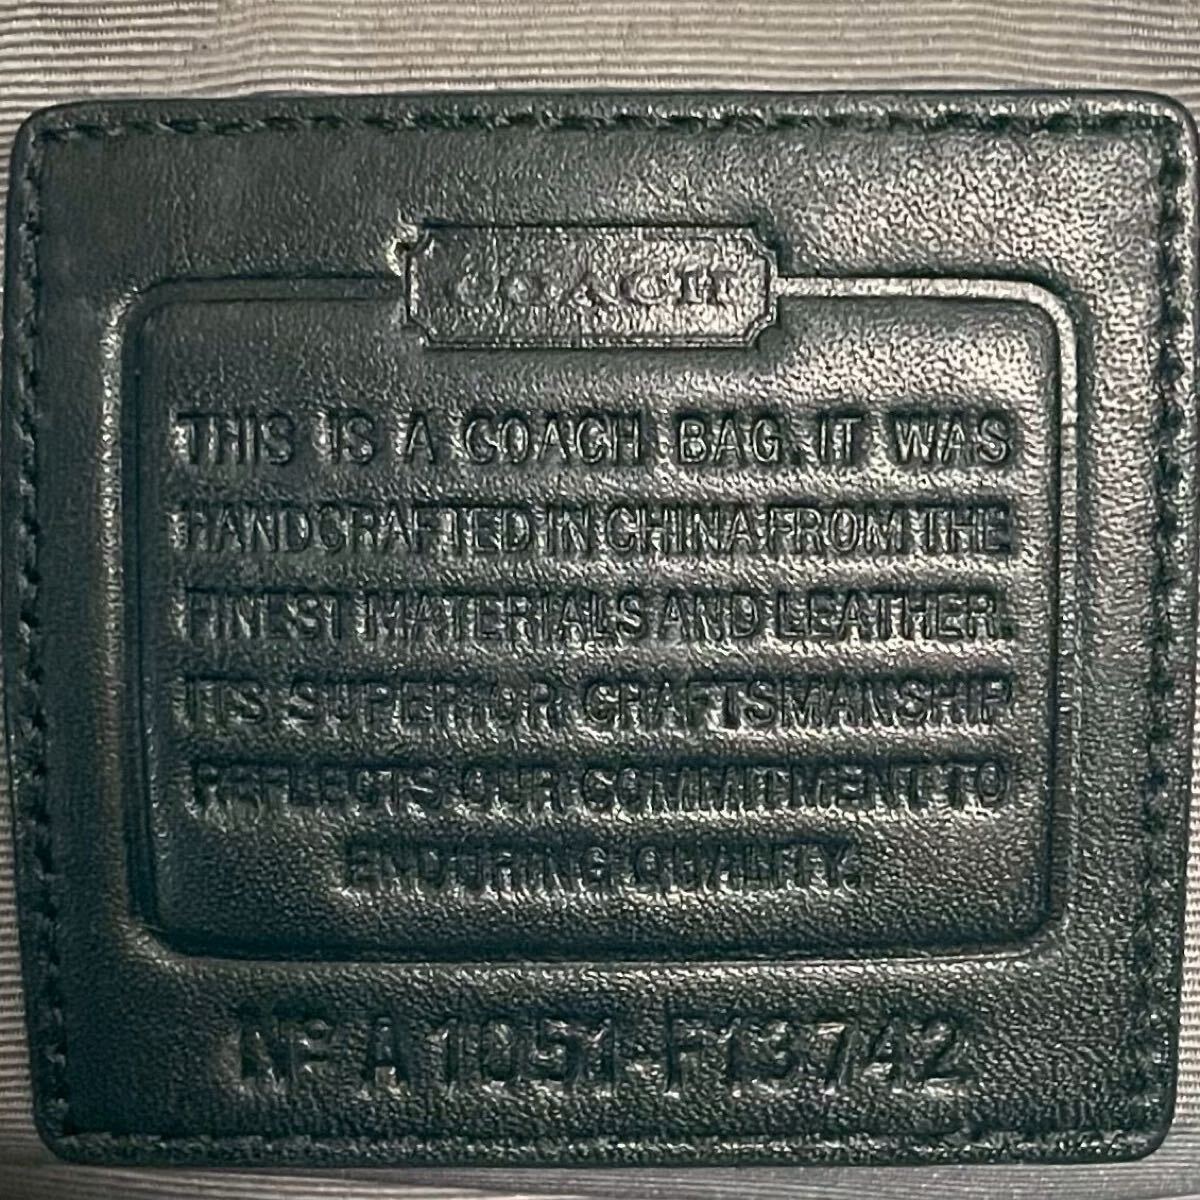 COACH
THIS IS A COACH BAG. IT WAS
HANDCRAFTED IN CHINA FROM THE
FINEST MATERIALS AND LEATHER.
ITS SUPERIOR CRAFTSMANSHIP
REFLECTS OUR COMMITMENT TO
ENDURING QUALITY.
Nº A1051-F13742